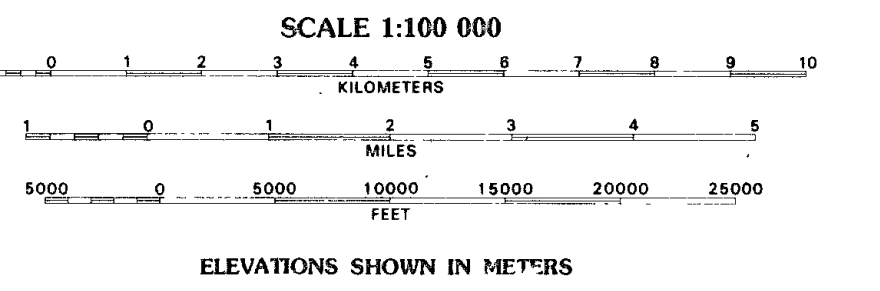 SCALE 1:100 000
0 1 2 3 4 5 6 7 8 9 10
KILOMETERS
1 0 1 2 3 4 5
MILES
5000 0 5000 10000 15000 20000 25000
FEET
ELEVATIONS SHOWN IN METERS